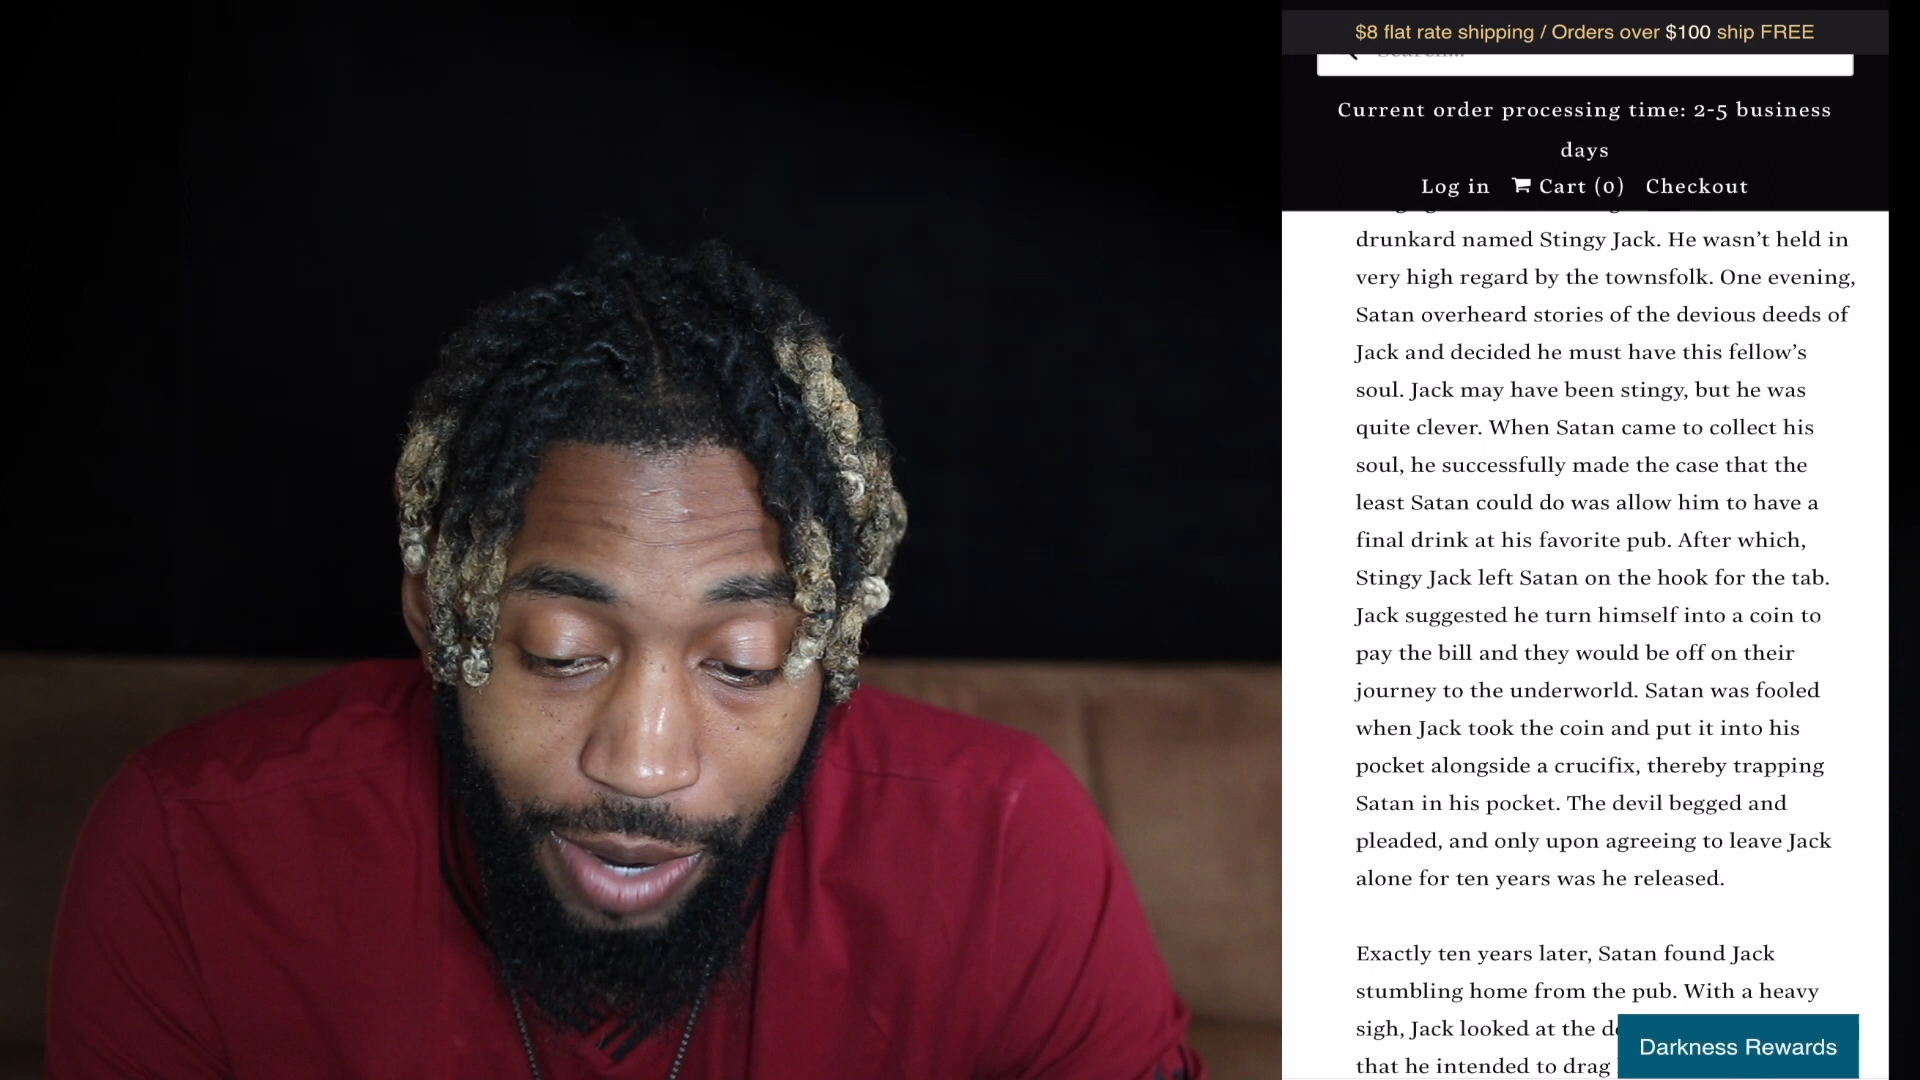 $8 flat rate shipping / Orders over $100 ship FREE
Current order processing time: 2-5 business
days
Log in Cart (0) Checkout
drunkard named Stingy Jack. He wasn’t held in
very high regard by the townsfolk. One evening,
Satan overheard stories of the devious deeds of
Jack and decided he must have this fellow’s
soul. Jack may have been stingy, but he was
quite clever. When Satan came to collect his
soul, he successfully made the case that the
least Satan could do was allow him to have a
final drink at his favorite pub. After which,
Stingy Jack left Satan on the hook for the tab.
Jack suggested he turn himself into a coin to
pay the bill and they would be off on their
journey to the underworld. Satan was fooled
when Jack took the coin and put it into his
pocket alongside a crucifix, thereby trapping
Satan in his pocket. The devil begged and
pleaded, and only upon agreeing to leave Jack
alone for ten years was he released.
Exactly ten years later, Satan found Jack
stumbling home from the pub. With a heavy
sigh, Jack looked at the
that he intended to drag
Darkness Rewards